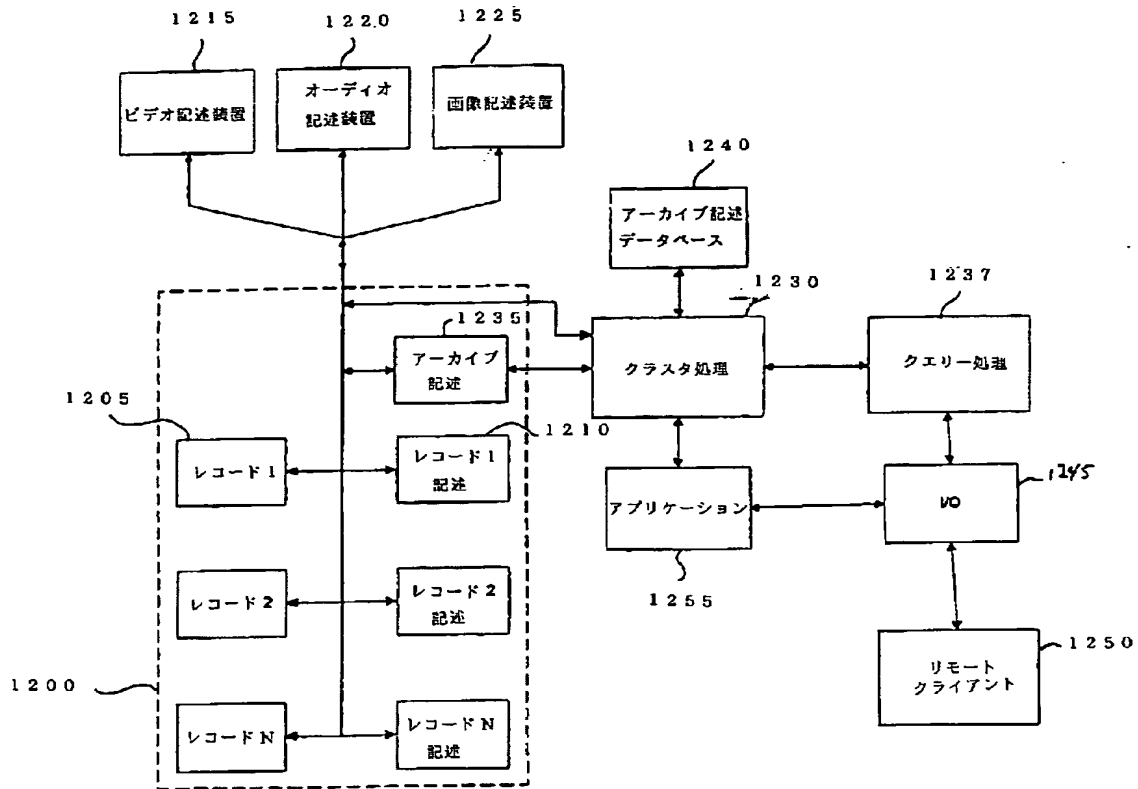 1215
1220
1225
ビデオ記述装置
オーディオ
記述装置
画像記述装置
1240
アーカイブ記述
データベース
1230
1237
1235
アーカイブ
記述
クラスタ処理
クエリー処理
1205
1210
レコード1
レコード1
記述
アプリケーション
I/O
1245
1255
レコード2
レコード2
記述
1250
リモート
クライアント
1200
レコードN
レコードN
記述